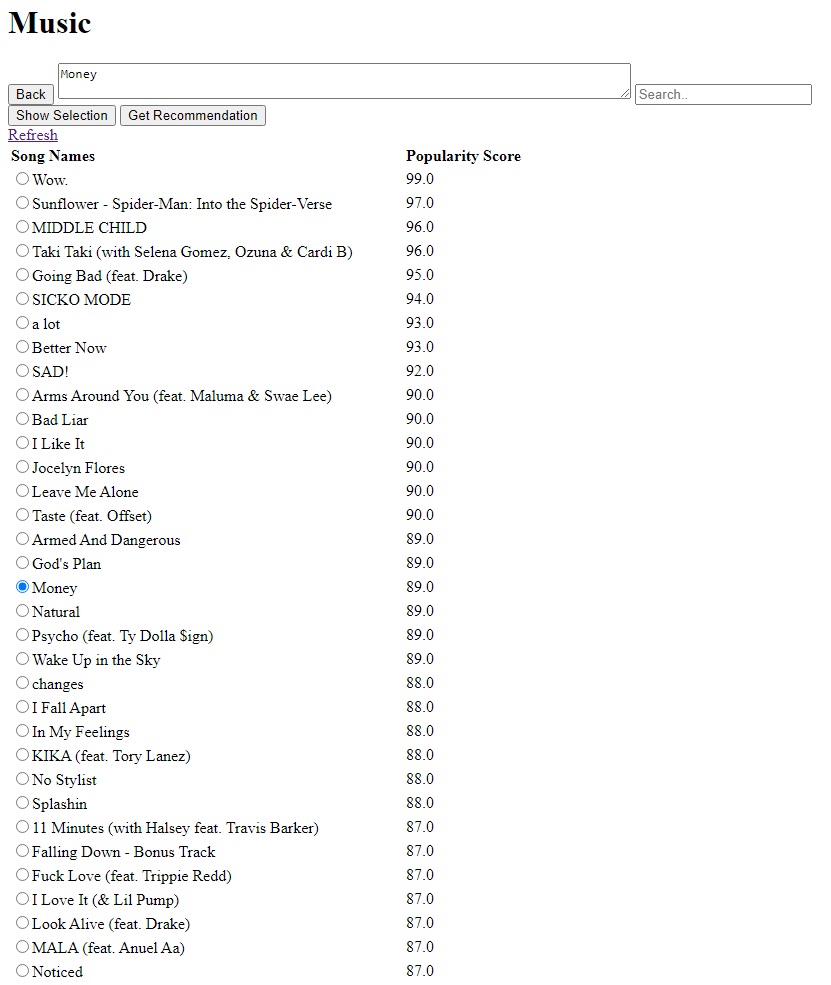 Music
Back Money Search..
Show Selection Get Recommendation
Refresh
Song Names Popularity Score
Wow. 99.0
Sunflower - Spider-Man: Into the Spider-Verse 97.0
MIDDLE CHILD 96.0
Taki Taki (with Selena Gomez, Ozuna & Cardi B) 96.0
Going Bad (feat. Drake) 95.0
SICKO MODE 94.0
a lot 93.0
Better Now 93.0
SAD! 92.0
Arms Around You (feat. Maluma & Swae Lee) 90.0
Bad Liar 90.0
I Like It 90.0
Jocelyn Flores 90.0
Leave Me Alone 90.0
Taste (feat. Offset) 90.0
Armed And Dangerous 89.0
God's Plan 89.0
Money 89.0
Natural 89.0
Psycho (feat. Ty Dolla $ign) 89.0
Wake Up in the Sky 89.0
changes 88.0
I Fall Apart 88.0
In My Feelings 88.0
KIKA (feat. Tory Lanez) 88.0
No Stylist 88.0
Splashin 88.0
11 Minutes (with Halsey feat. Travis Barker) 87.0
Falling Down - Bonus Track 87.0
Fuck Love (feat. Trippie Redd) 87.0
I Love It (& Lil Pump) 87.0
Look Alive (feat. Drake) 87.0
MALA (feat. Anuel Aa) 87.0
Noticed 87.0